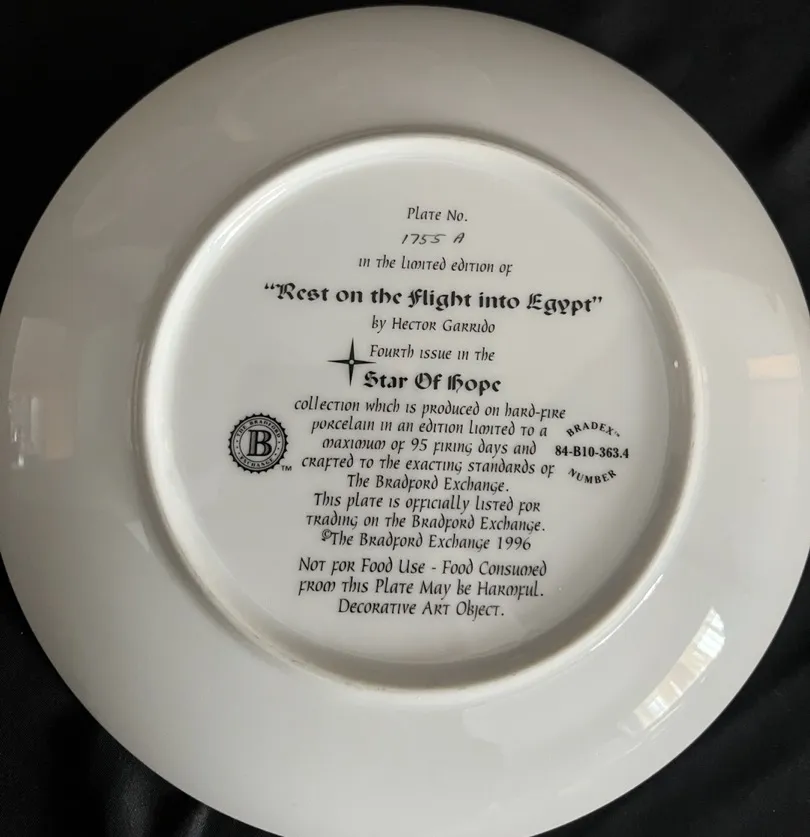 Plate No.
1755 A
in the limited edition of
"Rest on the Flight into Egypt"
by Hector Garrido
Fourth issue in the
Star Of Hope
collection which is produced on hard-fire
porcelain in an edition limited to a
maximum of 95 firing days and
crafted to the exacting standards of
The Bradford Exchange.
This plate is officially listed for
trading on the Bradford Exchange.
©The Bradford Exchange 1996
Not for Food Use - Food Consumed
from this Plate May be Harmful.
Decorative Art Object.
THE BRADFORD
B
EXCHANGE
TM
BRADEX™
84-B10-363.4
NUMBER